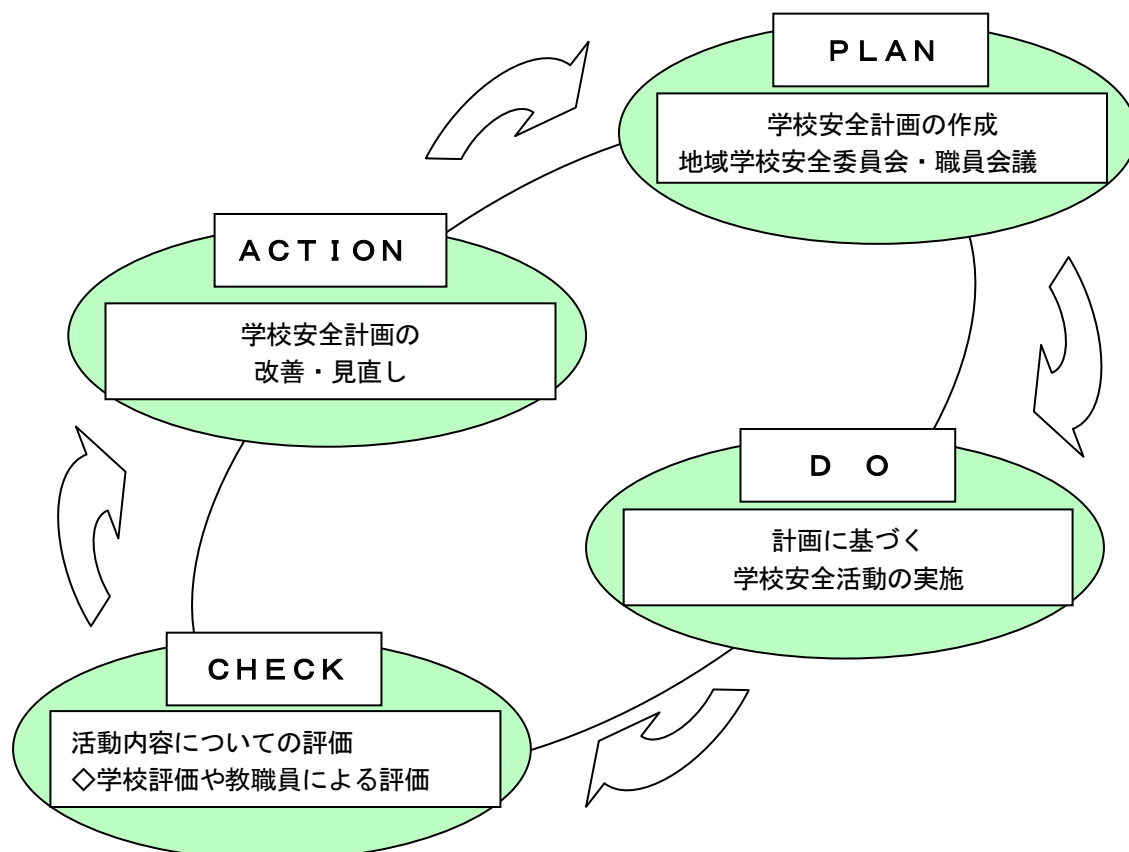 ＰＬＡＮ
学校安全計画の作成
地域学校安全委員会・職員会議
ＡＣＴＩＯＮ
学校安全計画の
改善・見直し
Ｄ　Ｏ
計画に基づく
学校安全活動の実施
ＣＨＥＣＫ
活動内容についての評価
◇学校評価や教職員による評価